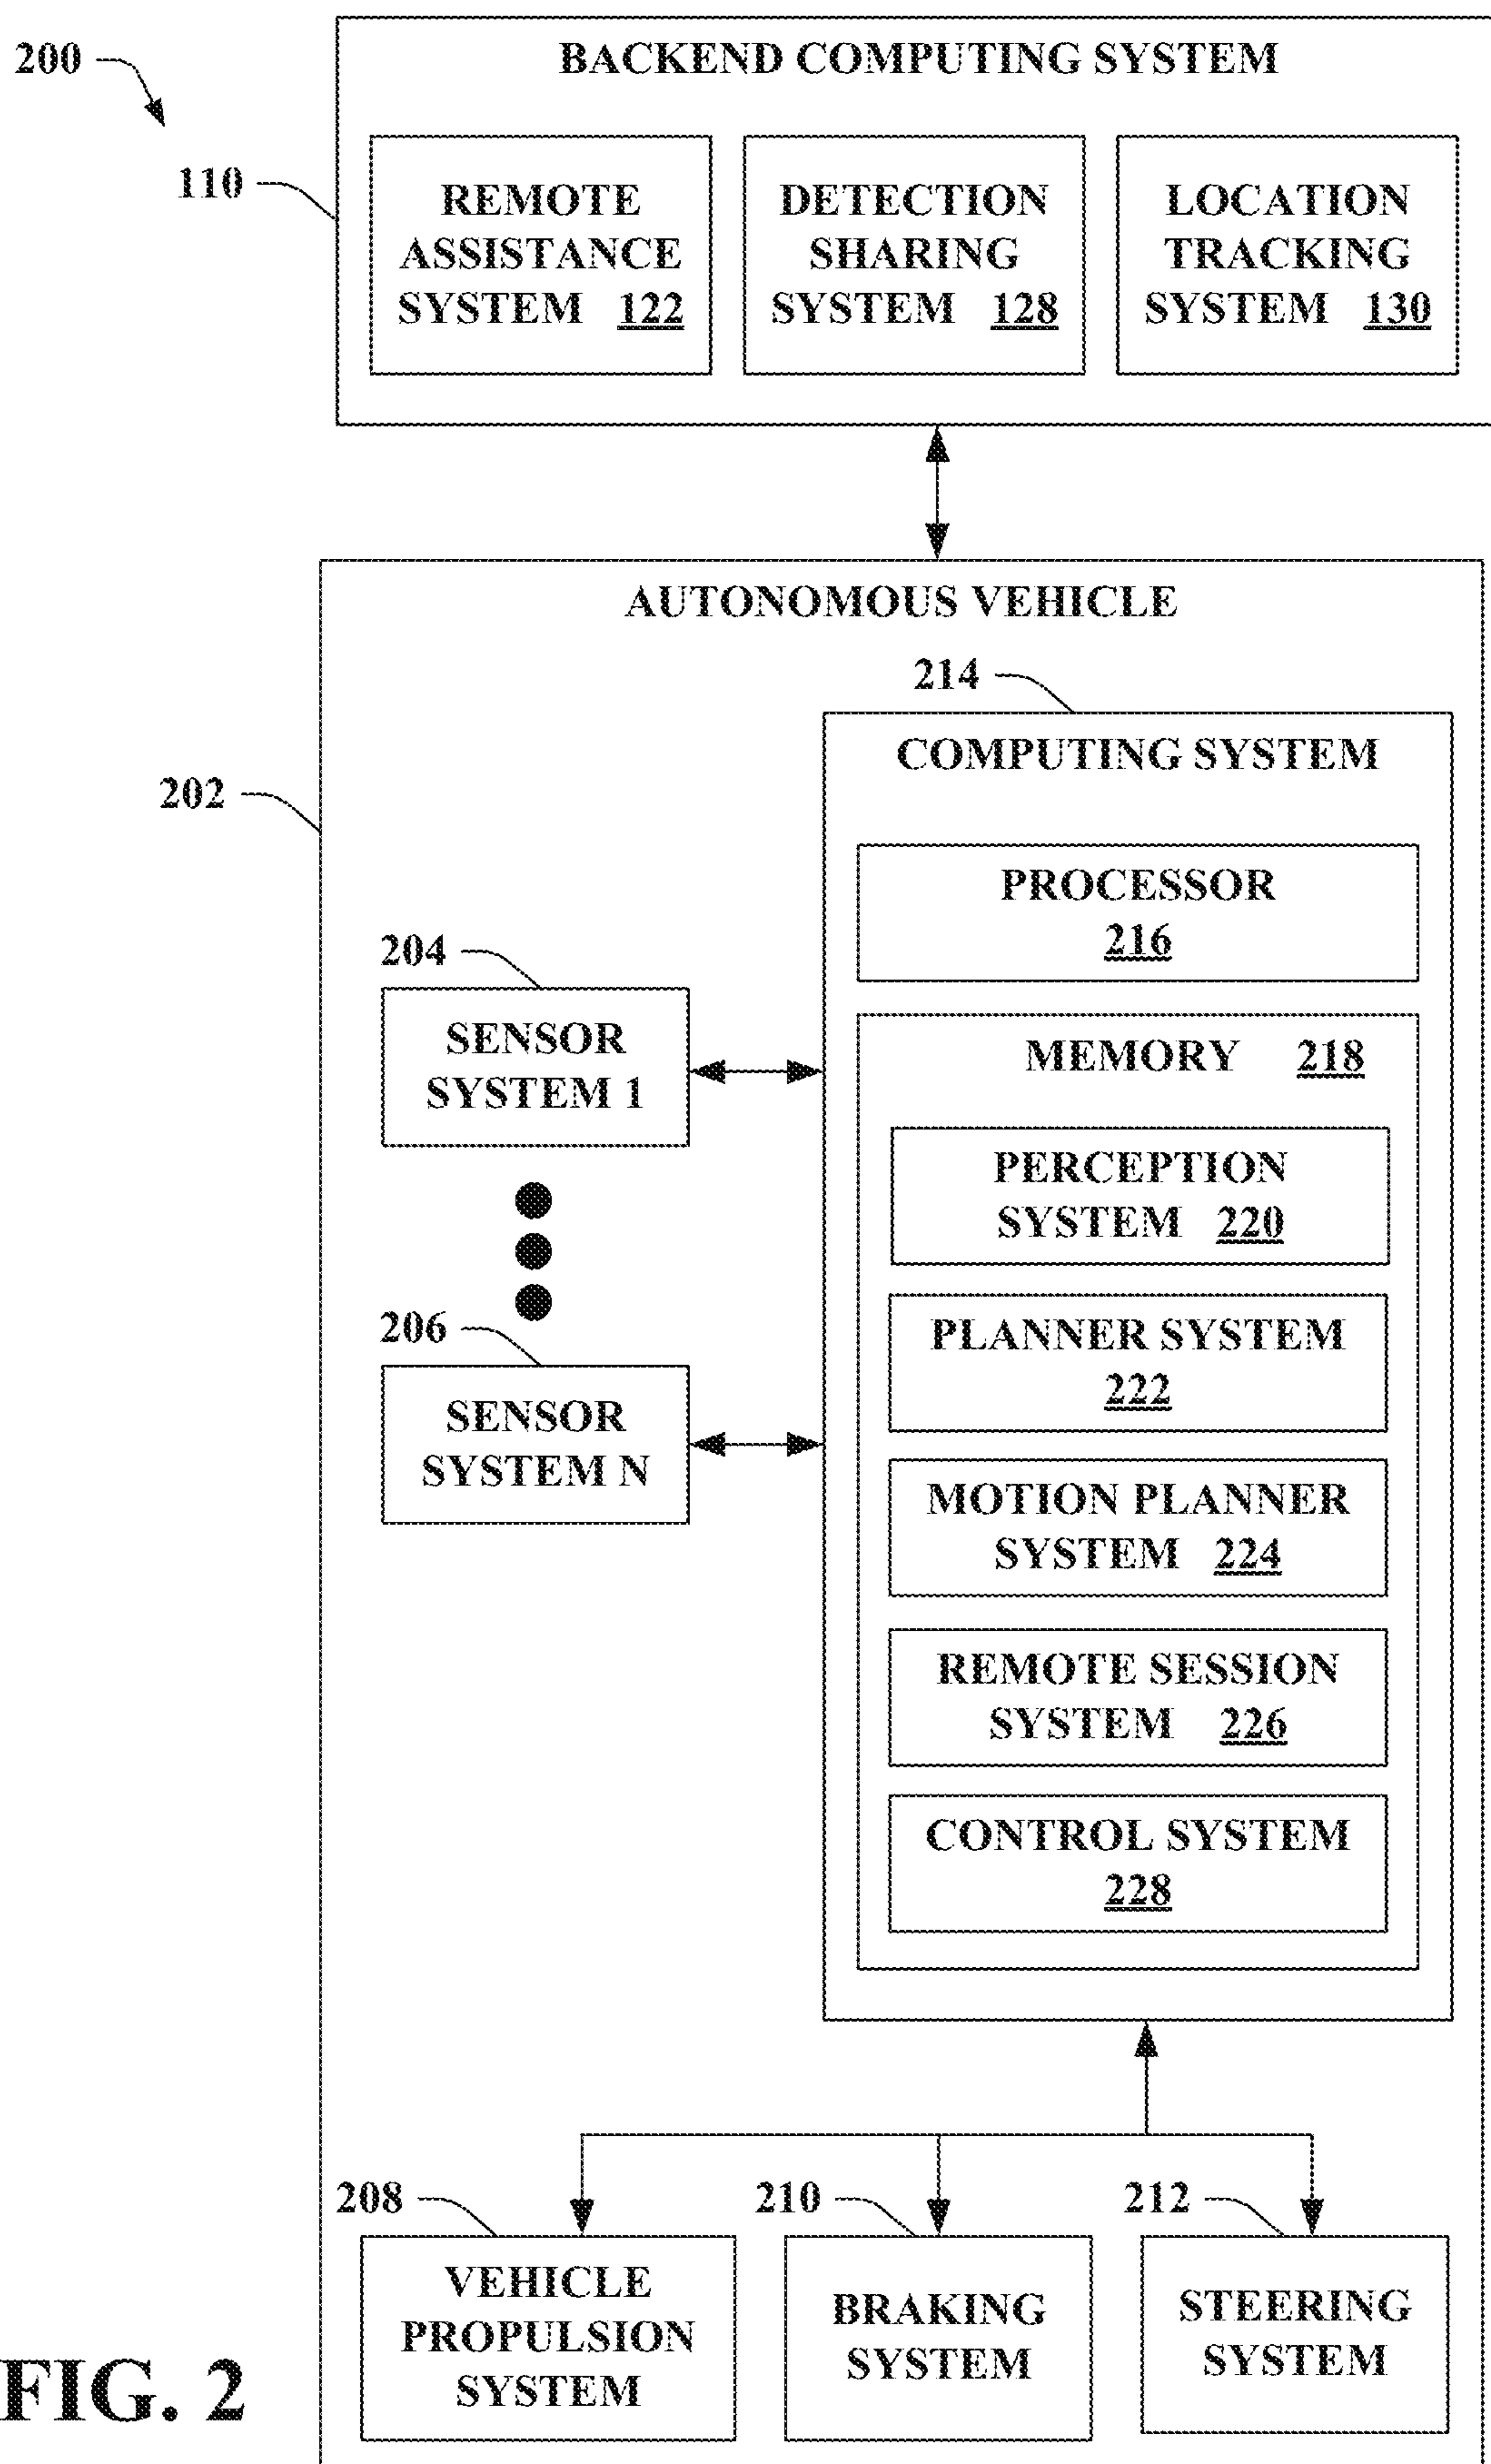 200
BACKEND COMPUTING SYSTEM
110
REMOTE
ASSISTANCE
SYSTEM 122
DETECTION
SHARING
SYSTEM 128
LOCATION
TRACKING
SYSTEM 130
AUTONOMOUS VEHICLE
202
214
COMPUTING SYSTEM
PROCESSOR
216
204
SENSOR
SYSTEM 1
206
SENSOR
SYSTEM N
MEMORY 218
PERCEPTION
SYSTEM 220
PLANNER SYSTEM
222
MOTION PLANNER
SYSTEM 224
REMOTE SESSION
SYSTEM 226
CONTROL SYSTEM
228
208
VEHICLE
PROPULSION
SYSTEM
210
BRAKING
SYSTEM
212
STEERING
SYSTEM
FIG. 2